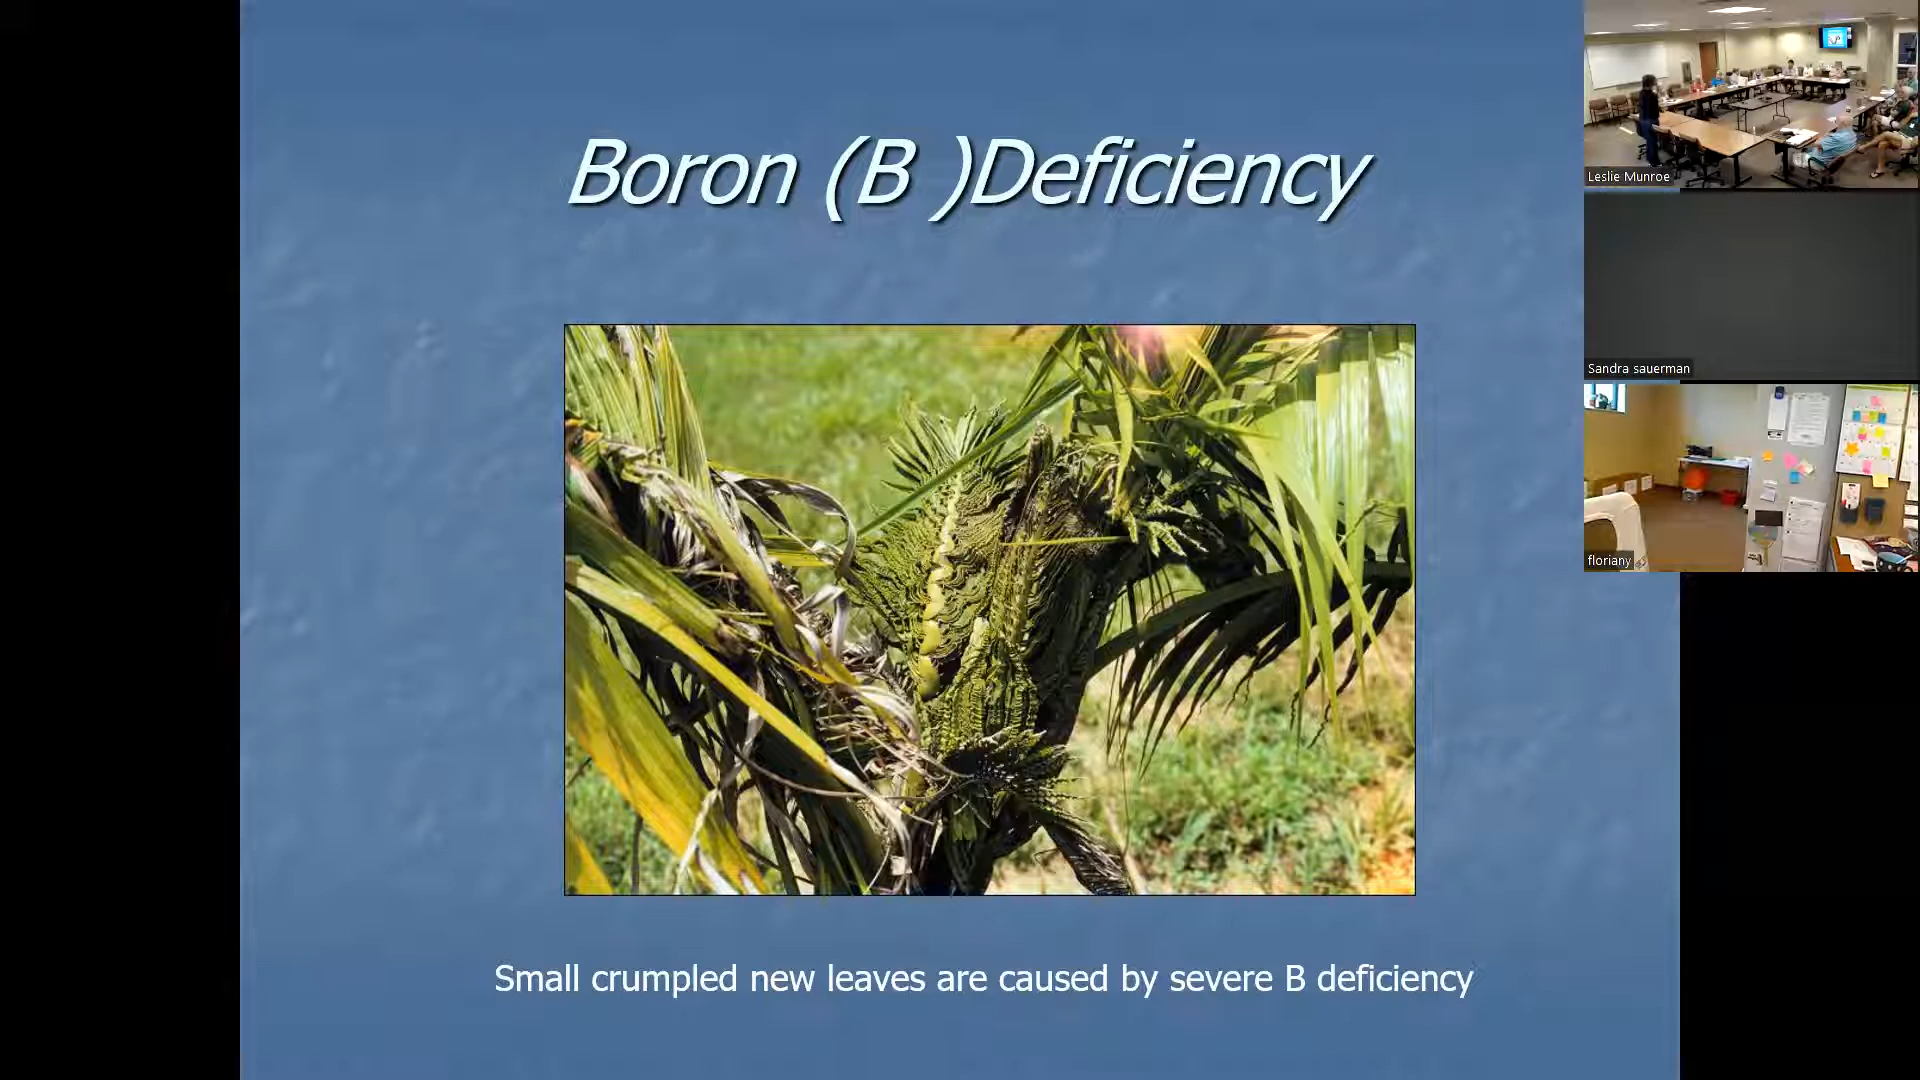 Boron (B )Deficiency
Small crumpled new leaves are caused by severe B deficiency
Leslie Munroe
Sandra sauerman
floriany